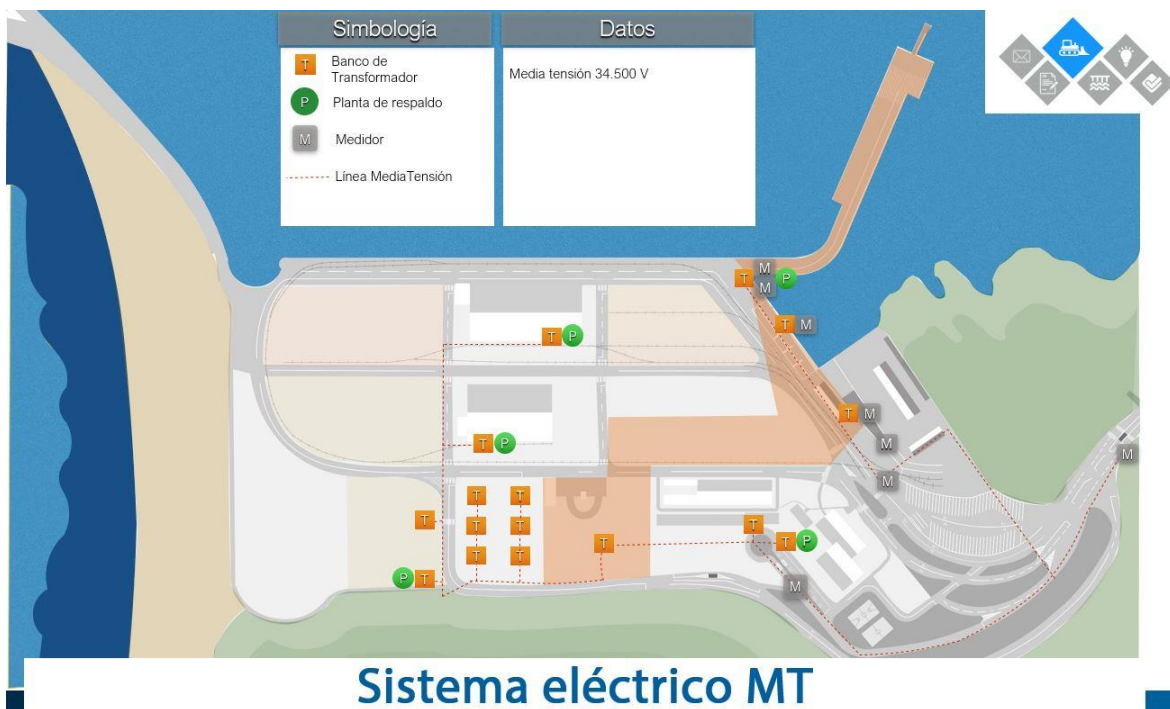 Simbología
Datos
T
Banco de
Transformador
P
Planta de respaldo
M
Medidor
Línea MediaTensión
Media tensión 34.500 V
M
T M P
T M
T P
T M
T P
M
M
M
T T
T T T T
T T P
T T
P T
M
Sistema eléctrico MT